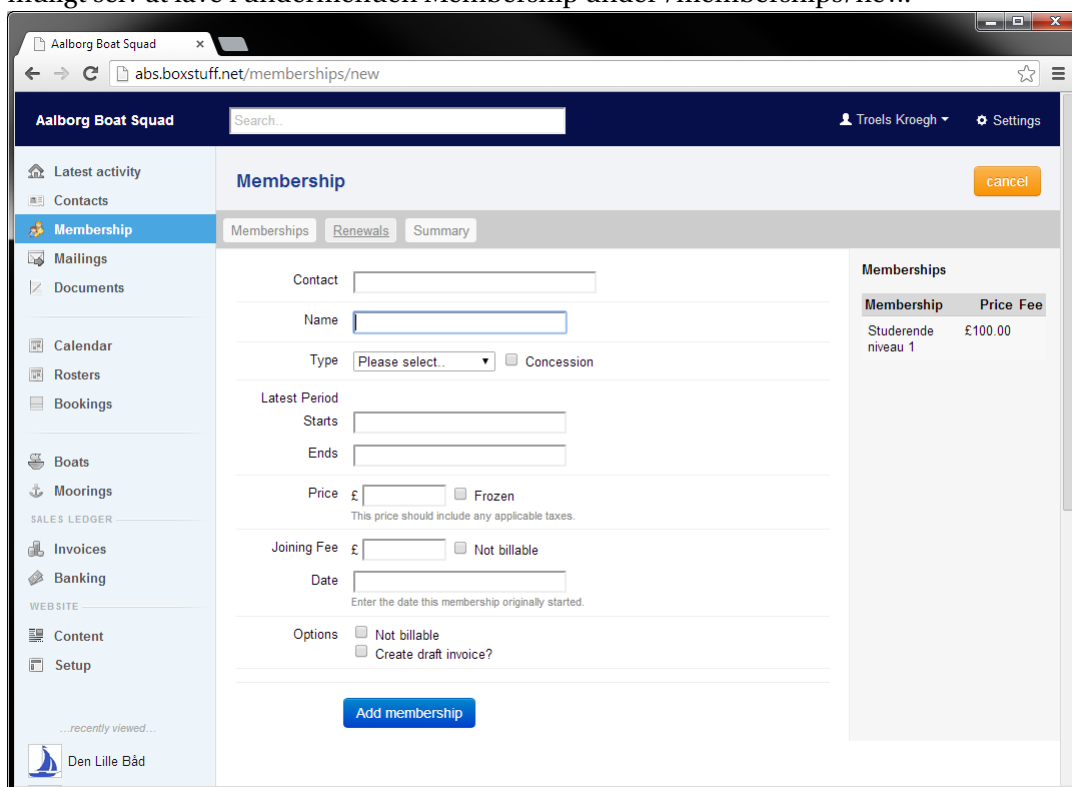 Membership under /memberships/new..
Aalborg Boat Squad
abs.boxstuff.net/memberships/new
Aalborg Boat Squad
Search..
Troels Kroegh
Settings
Latest activity
Contacts
Membership
Mailings
Documents
Calendar
Rosters
Bookings
Boats
Moorings
SALES LEDGER
Invoices
Banking
WEBSITE
Content
Setup
...recently viewed...
Den Lille Båd
Membership
cancel
Memberships
Renewals
Summary
Contact
Name
Type Please select.. Concession
Latest Period
Starts
Ends
Price £ Frozen
This price should include any applicable taxes.
Joining Fee £ Not billable
Date
Enter the date this membership originally started.
Options Not billable
Create draft invoice?
Add membership
Memberships
Membership Price Fee
Studerende £100.00
niveau 1